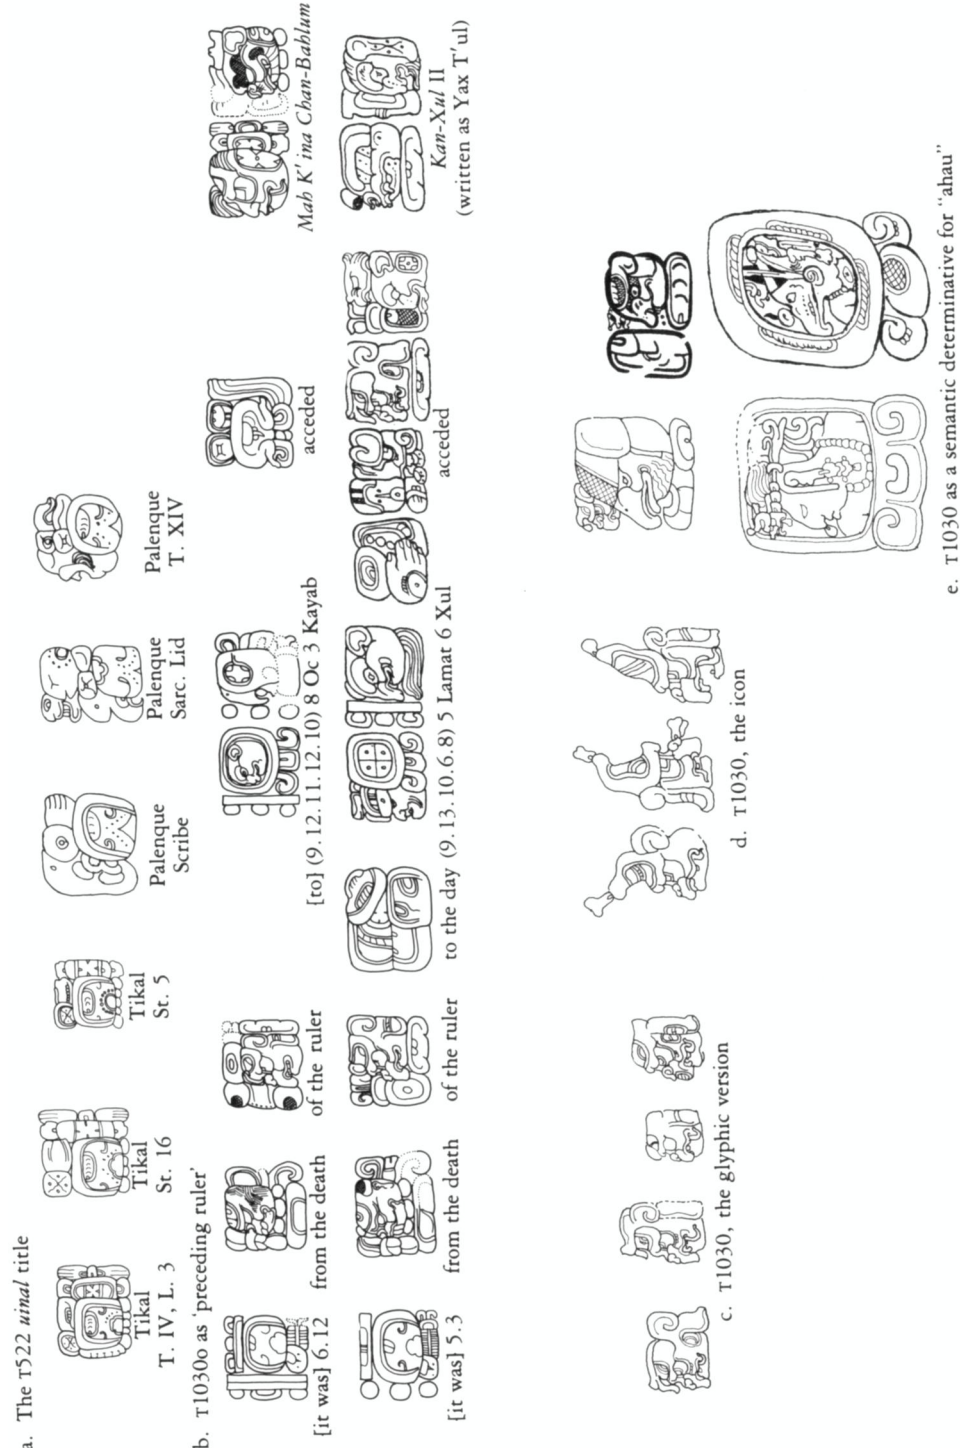 a. The T522 uinal title
Tikal
T. IV, L. 3
Tikal
St. 16
Tikal
St. 5
Palenque
Scribe
Palenque
Sarc. Lid
Palenque
T. XIV
b. T1030o as 'preceding ruler'
[it was] 6.12
from the death
of the ruler
[to] (9.12.11.12.10) 8 Oc 3 Kayab
acceded
Mah K'ina Chan-Bahlum
[it was] 5.3
from the death
of the ruler
to the day (9.13.10.6.8) 5 Lamat 6 Xul
acceded
Kan-Xul II
(written as Yax T'ul)
c. T1030, the glyphic version
d. T1030, the icon
e. T1030 as a semantic determinative for "ahau"